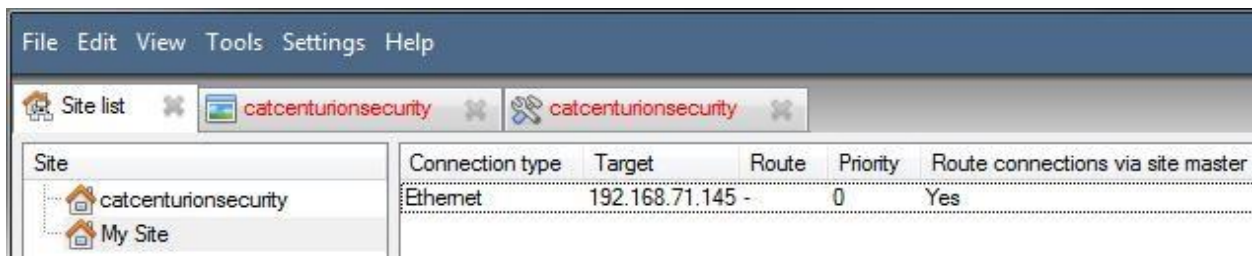 File Edit View Tools Settings Help
Site list catcenturionsecurity catcenturionsecurity
Site Connection type Target Route Priority Route connections via site master
catcenturionsecurity Ethernet 192.168.71.145 - 0 Yes
My Site